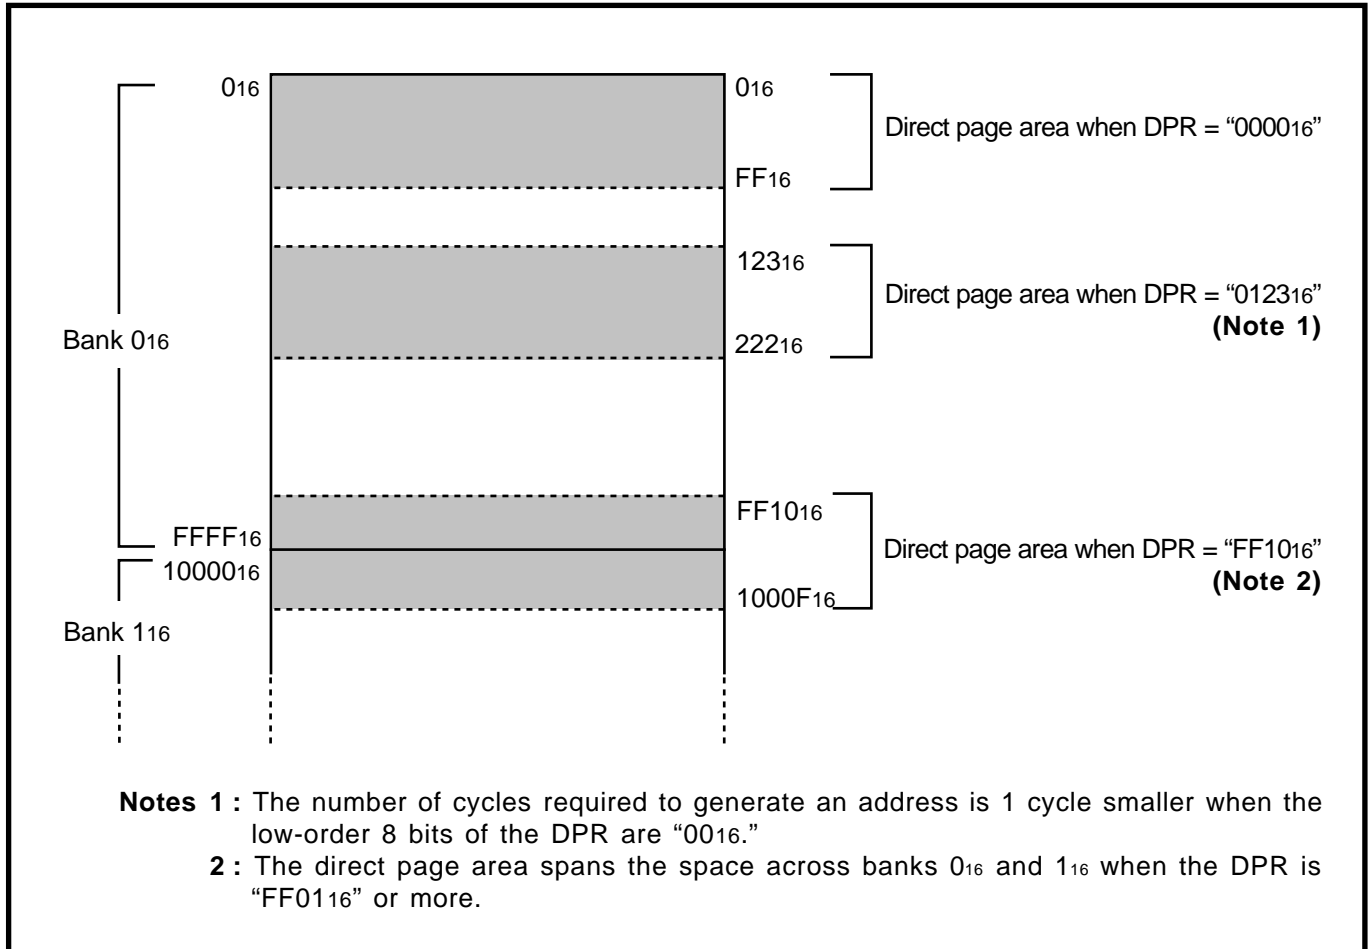 0₁₆
0₁₆
Direct page area when DPR = “0000₁₆”
FF₁₆
123₁₆
Direct page area when DPR = “0123₁₆”
(Note 1)
Bank 0₁₆
222₁₆
FF10₁₆
FFFF₁₆
Direct page area when DPR = “FF10₁₆”
10000₁₆
(Note 2)
1000F₁₆
Bank 1₁₆
Notes 1 : The number of cycles required to generate an address is 1 cycle smaller when the
low-order 8 bits of the DPR are “00₁₆.”
2 : The direct page area spans the space across banks 0₁₆ and 1₁₆ when the DPR is
“FF01₁₆” or more.